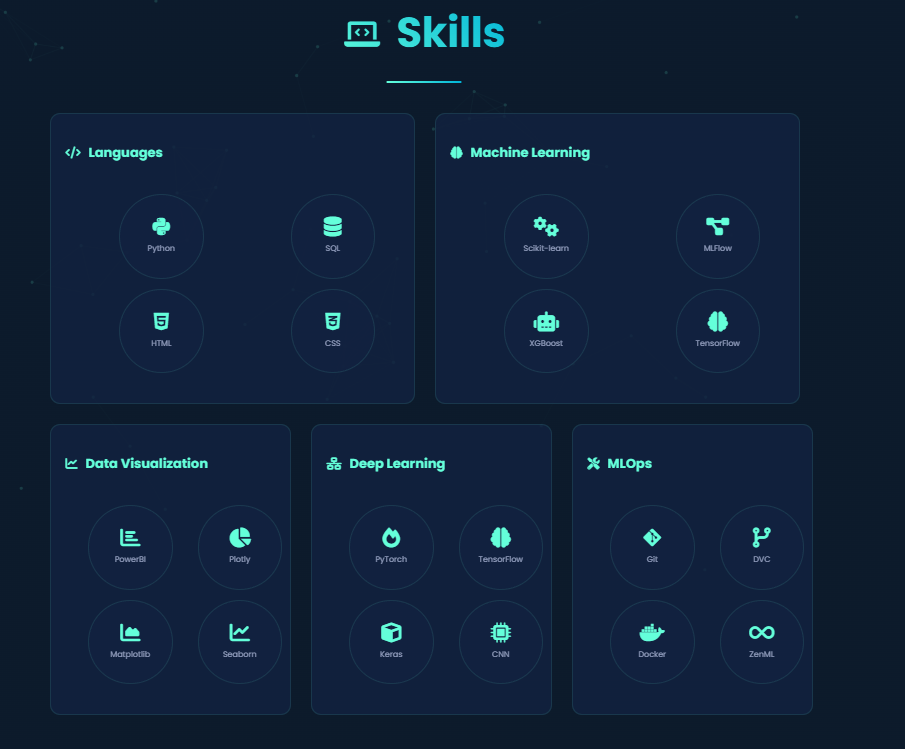 Skills
Languages
Python
SQL
HTML
CSS
Machine Learning
Scikit-learn
MLFlow
XGBoost
TensorFlow
Data Visualization
PowerBI
Plotly
Matplotlib
Seaborn
Deep Learning
PyTorch
TensorFlow
Keras
CNN
MLOps
Git
DVC
Docker
ZenML